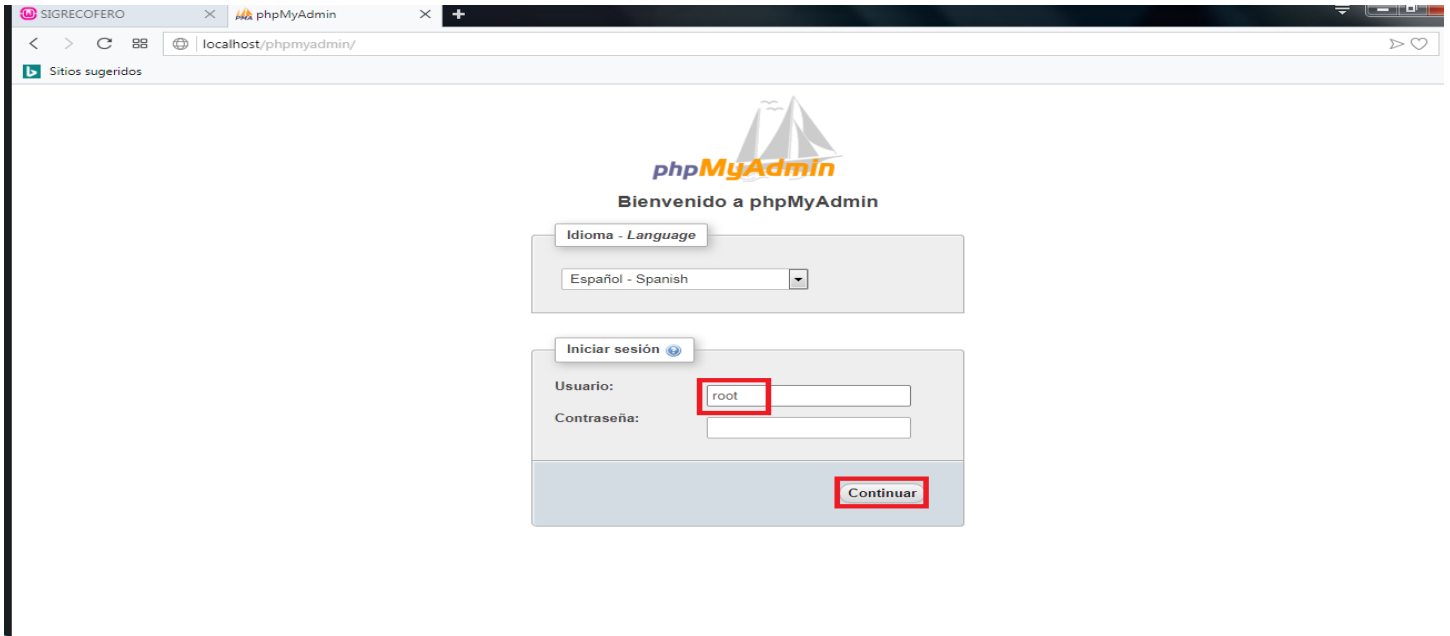 SIGRECOFERO
phpMyAdmin
localhost/phpmyadmin/
Sitios sugeridos
phpMyAdmin
Bienvenido a phpMyAdmin
Idioma - Language
Español - Spanish
Iniciar sesión
Usuario:
root
Contraseña:
Continuar